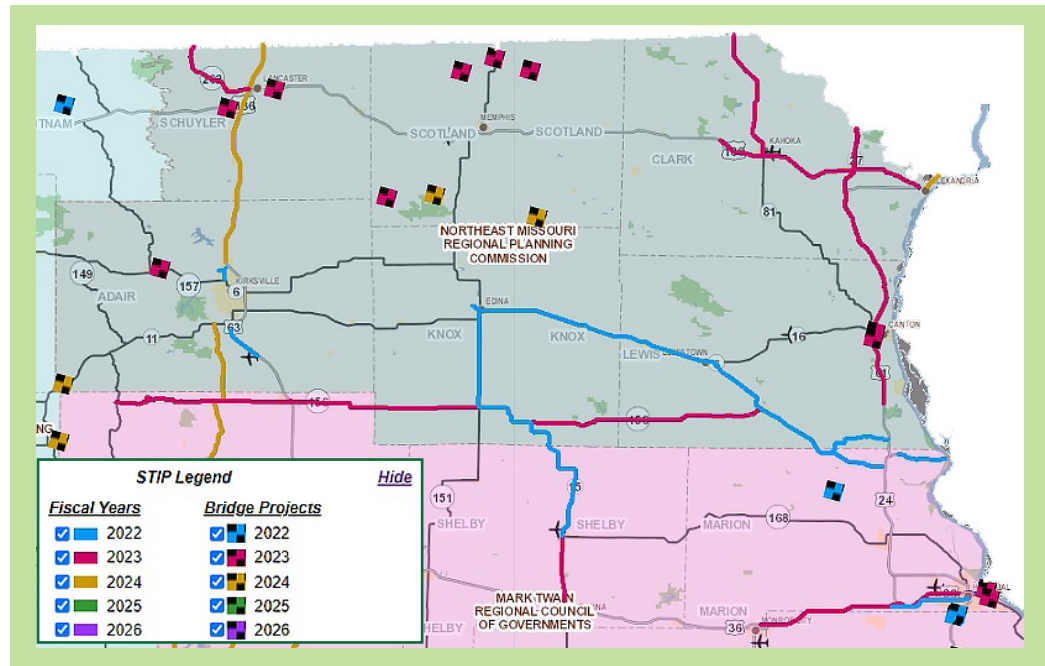 LANCASTER
136
SCHUYLER
MEMPHIS
SCOTLAND
SCOTLAND
KAHOKA
CLARK
27
81
NORTHEAST MISSOURI
REGIONAL PLANNING
COMMISSION
149
157
KIRKSVILLE
6
ADAIR
EDINA
63
11
KNOX
KNOX
LEWIS
16
CANTON
61
156
156
STIP Legend
Hide
Fiscal Years
Bridge Projects
2022
2022
2023
2023
2024
2024
2025
2025
2026
2026
15
151
24
168
SHELBY
SHELBY
MARION
MARK TWAIN
REGIONAL COUNCIL
OF GOVERNMENTS
MARION
36